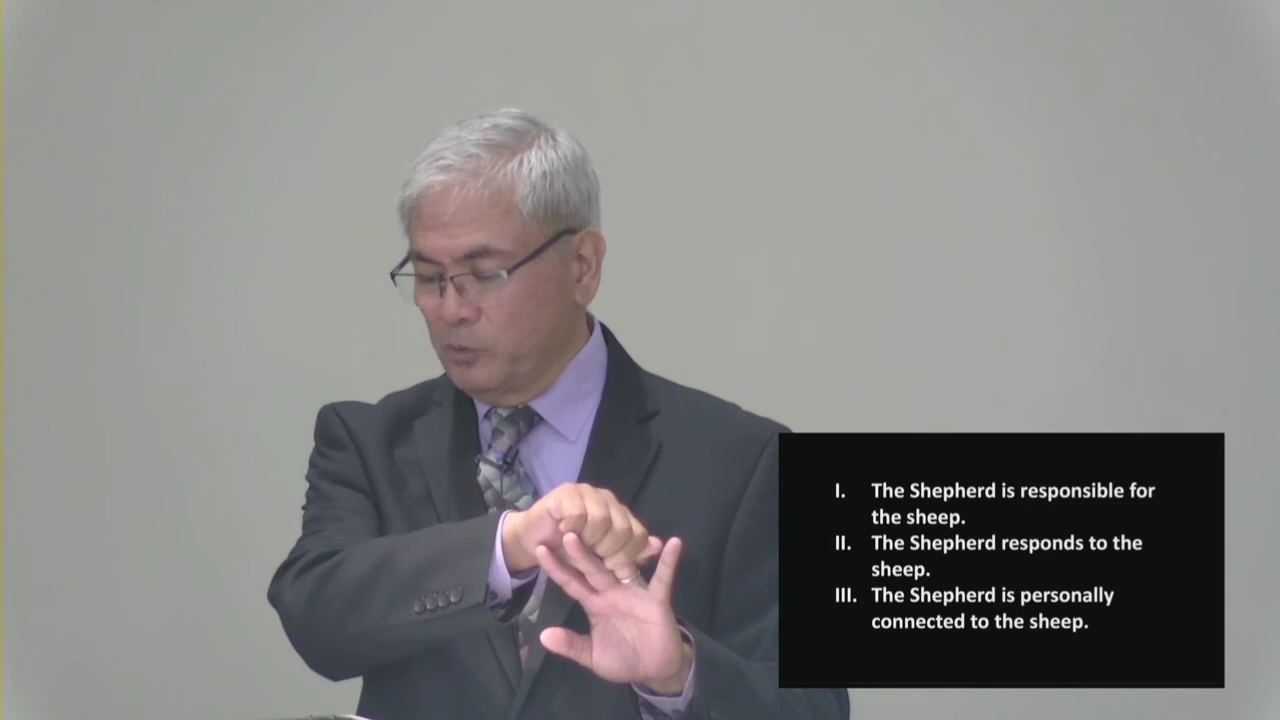 I. The Shepherd is responsible for
the sheep.
II. The Shepherd responds to the
sheep.
III. The Shepherd is personally
connected to the sheep.